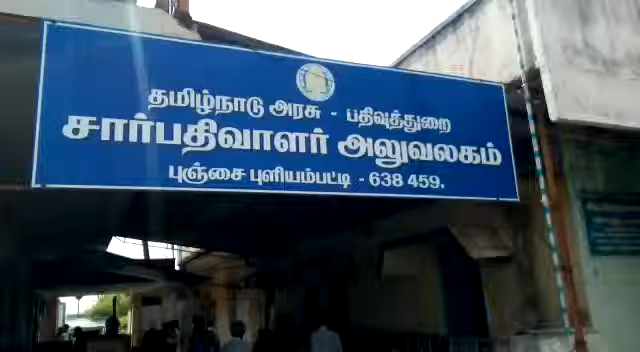 தமிழ்நாடு அரசு - பதிவுத்துறை
சார்பதிவாளர் அலுவலகம்
புஞ்சை புளியம்பட்டி - 638 459.